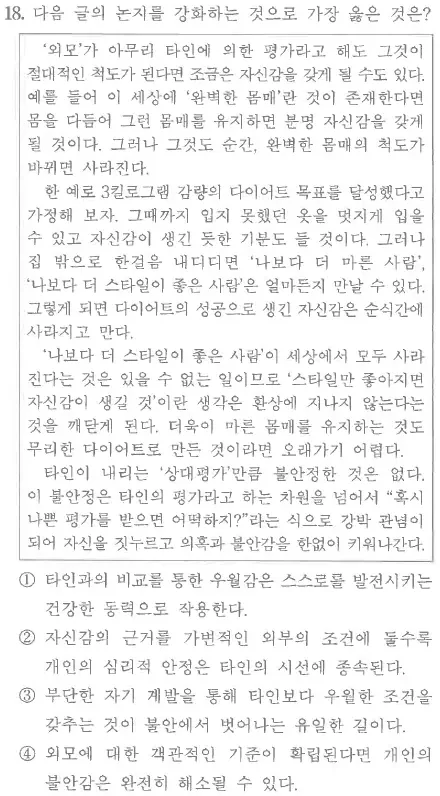 18. 다음 글의 논지를 강화하는 것으로 가장 옳은 것은?
‘외모’가 아무리 타인에 의한 평가라고 해도 그것이
절대적인 척도가 된다면 조금은 자신감을 갖게 될 수도 있다.
예를 들어 이 세상에 ‘완벽한 몸매’란 것이 존재한다면
몸을 다듬어 그런 몸매를 유지하면 분명 자신감을 갖게
될 것이다. 그러나 그것도 순간, 완벽한 몸매의 척도가
바뀌면 사라진다.
한 예로 3킬로그램 감량의 다이어트 목표를 달성했다고
가정해 보자. 그때까지 입지 못했던 옷을 멋지게 입을
수 있고 자신감이 생긴 듯한 기분도 들 것이다. 그러나
집 밖으로 한걸음 내디디면 ‘나보다 더 마른 사람’,
‘나보다 더 스타일이 좋은 사람’은 얼마든지 만날 수 있다.
그렇게 되면 다이어트의 성공으로 생긴 자신감은 순식간에
사라지고 만다.
‘나보다 더 스타일이 좋은 사람’이 세상에서 모두 사라
진다는 것은 있을 수 없는 일이므로 ‘스타일만 좋아지면
자신감이 생길 것’이란 생각은 환상에 지나지 않는다는
것을 깨닫게 된다. 더욱이 마른 몸매를 유지하는 것도
무리한 다이어트로 만든 것이라면 오래가기 어렵다.
타인이 내리는 ‘상대평가’만큼 불안정한 것은 없다.
이 불안정은 타인의 평가라고 하는 차원을 넘어서 “혹시
나쁜 평가를 받으면 어떡하지?”라는 식으로 강박 관념이
되어 자신을 짓누르고 의혹과 불안감을 한없이 키워나간다.
① 타인과의 비교를 통한 우월감은 스스로를 발전시키는
건강한 동력으로 작용한다.
② 자신감의 근거를 가변적인 외부의 조건에 둘수록
개인의 심리적 안정은 타인의 시선에 종속된다.
③ 부단한 자기 계발을 통해 타인보다 우월한 조건을
갖추는 것이 불안에서 벗어나는 유일한 길이다.
④ 외모에 대한 객관적인 기준이 확립된다면 개인의
불안감은 완전히 해소될 수 있다.